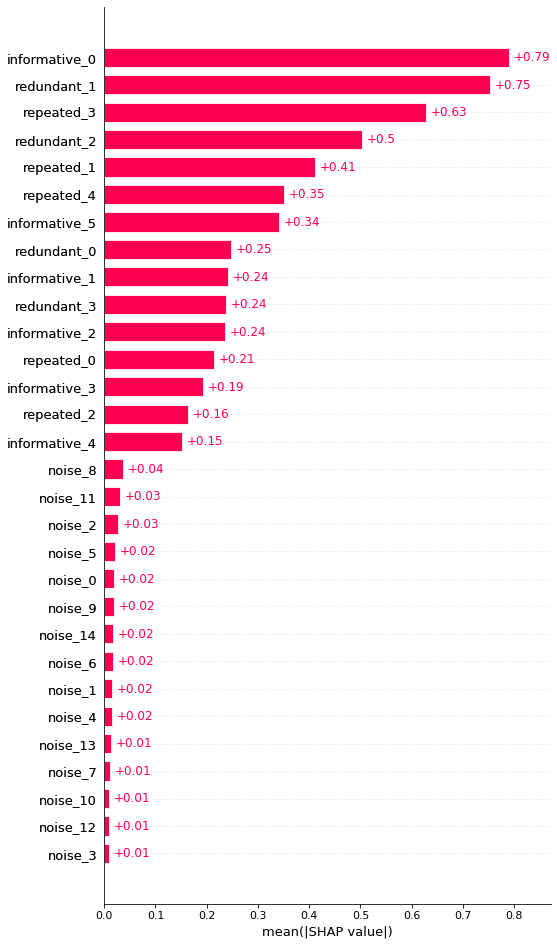 informative_0 +0.79
redundant_1 +0.75
repeated_3 +0.63
redundant_2 +0.5
repeated_1 +0.41
repeated_4 +0.35
informative_5 +0.34
redundant_0 +0.25
informative_1 +0.24
redundant_3 +0.24
informative_2 +0.24
repeated_0 +0.21
informative_3 +0.19
repeated_2 +0.16
informative_4 +0.15
noise_8 +0.04
noise_11 +0.03
noise_2 +0.03
noise_5 +0.02
noise_0 +0.02
noise_9 +0.02
noise_14 +0.02
noise_6 +0.02
noise_1 +0.02
noise_4 +0.02
noise_13 +0.01
noise_7 +0.01
noise_10 +0.01
noise_12 +0.01
noise_3 +0.01
0.0 0.1 0.2 0.3 0.4 0.5 0.6 0.7 0.8
mean(|SHAP value|)